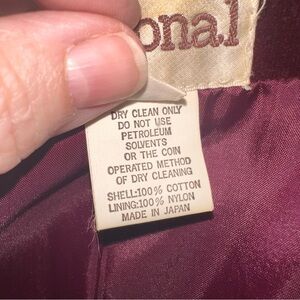 onal
DRY CLEAN ONLY
DO NOT USE
PETROLEUM
SOLVENTS
OR THE COIN
OPERATED METHOD
OF DRY CLEANING
SHELL:100% COTTON
LINING:100% NYLON
MADE IN JAPAN